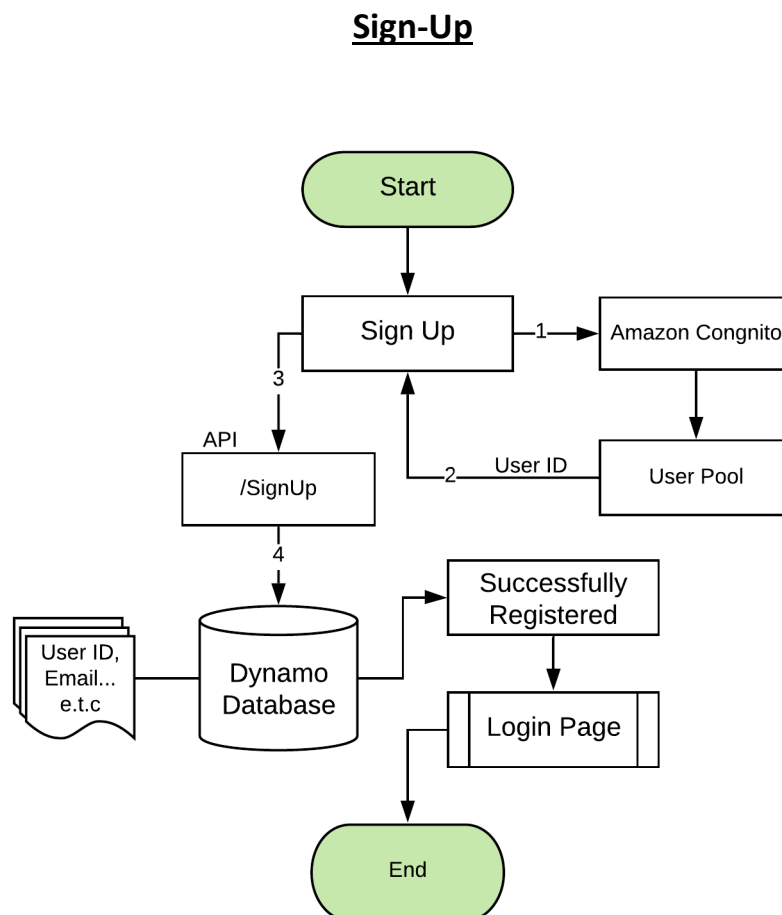 Sign-Up
Start
Sign Up
1
Amazon Congnito
3
API
/SignUp
User ID
2
User Pool
4
Successfully
Registered
User ID,
Email...
e.t.c
Dynamo
Database
Login Page
End